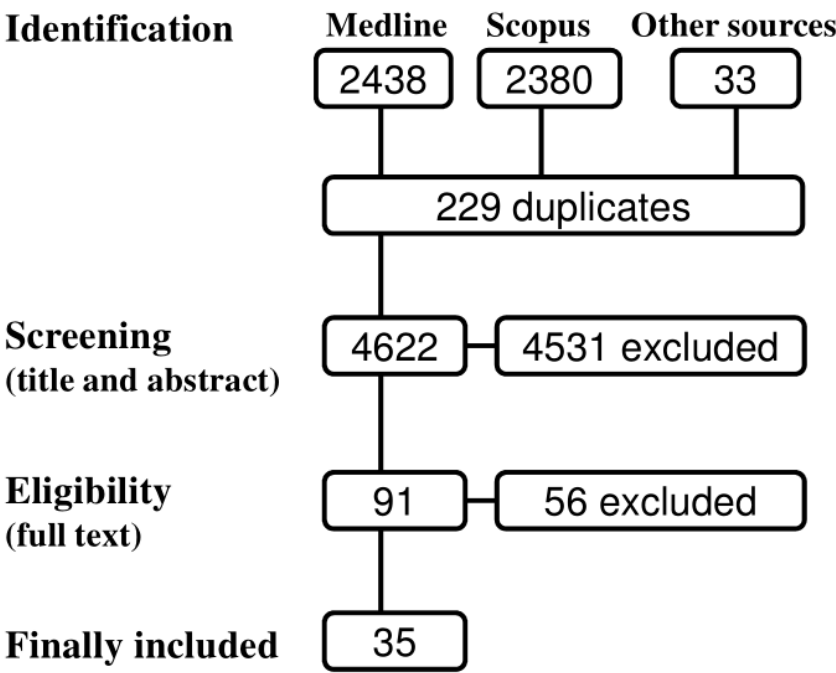 Identification
Medline
Scopus
Other sources
2438
2380
33
229 duplicates
Screening
(title and abstract)
4622
4531 excluded
Eligibility
(full text)
91
56 excluded
Finally included
35